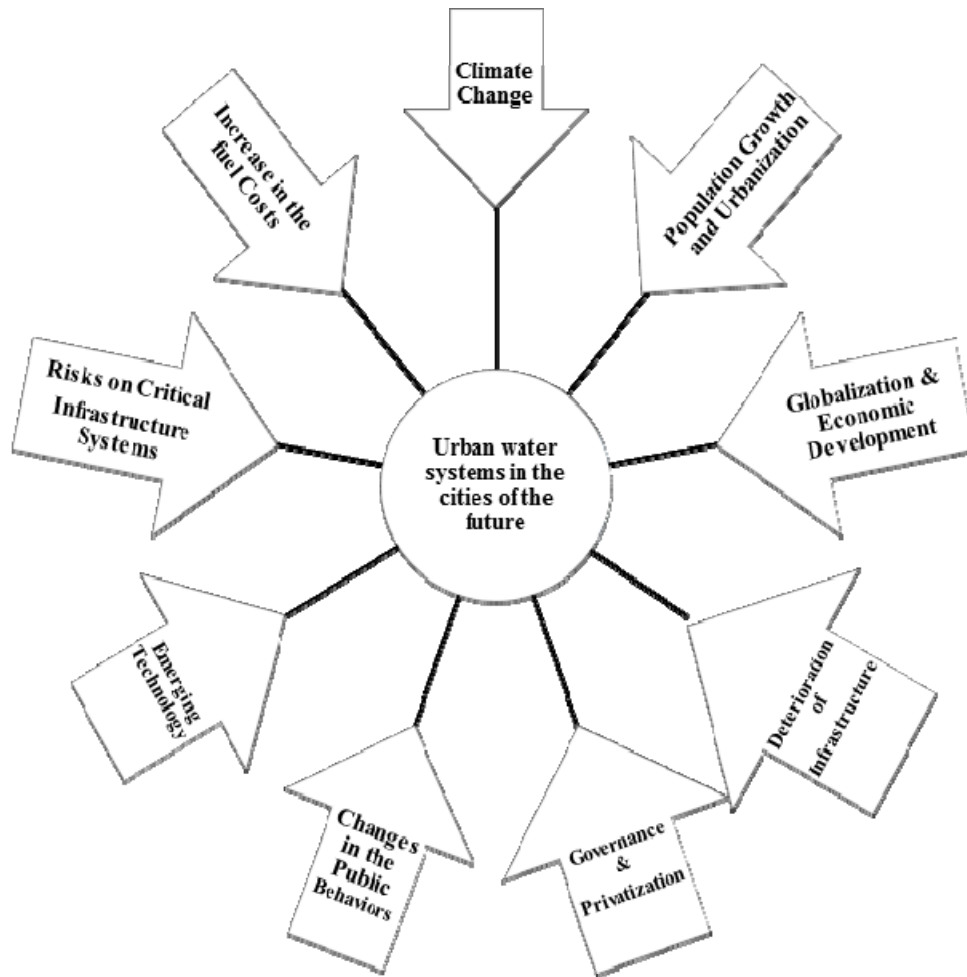 Climate
Change
Population Growth
and Urbanization
Globalization &
Economic
Development
Deterioration
of
Infrastructure
Governance
&
Privatization
Changes
in the
Public
Behaviors
Emerging
Technology
Risks on Critical
Infrastructure
Systems
Increase in the
fuel Costs
Urban water
systems in the
cities of the
future